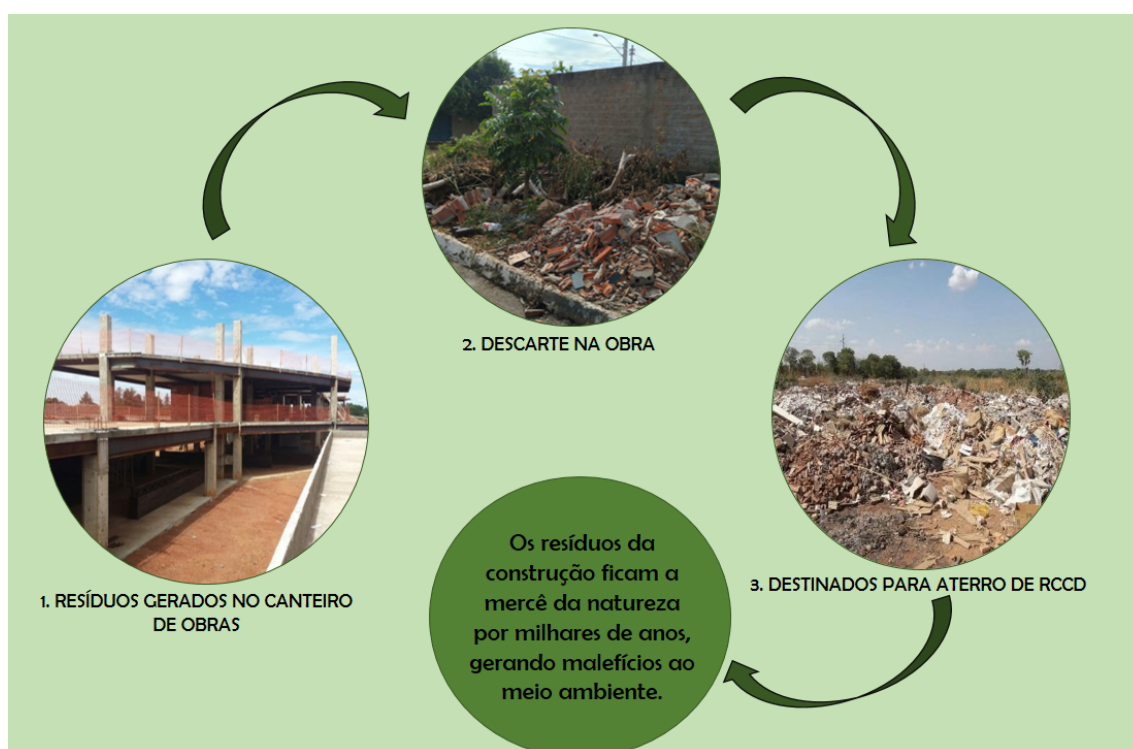 1. RESÍDUOS GERADOS NO CANTEIRO
DE OBRAS
2. DESCARTE NA OBRA
3. DESTINADOS PARA ATERRO DE RCCD
Os resíduos da
construção ficam a
mercê da natureza
por milhares de anos,
gerando malefícios ao
meio ambiente.